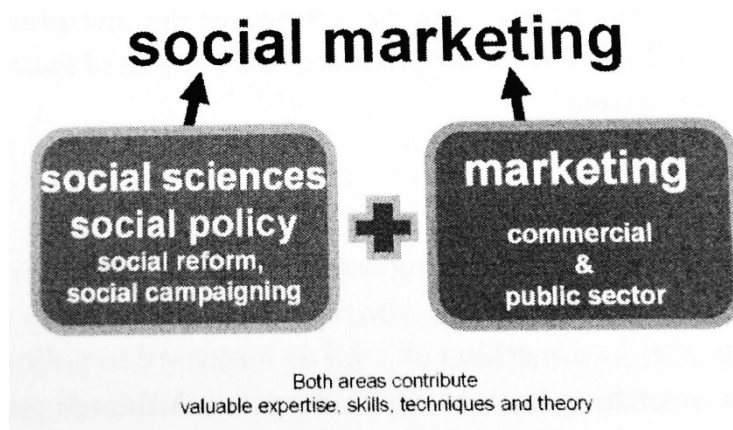 social marketing
social sciences
social policy
social reform,
social campaigning
marketing
commercial
&
public sector
Both areas contribute
valuable expertise, skills, techniques and theory